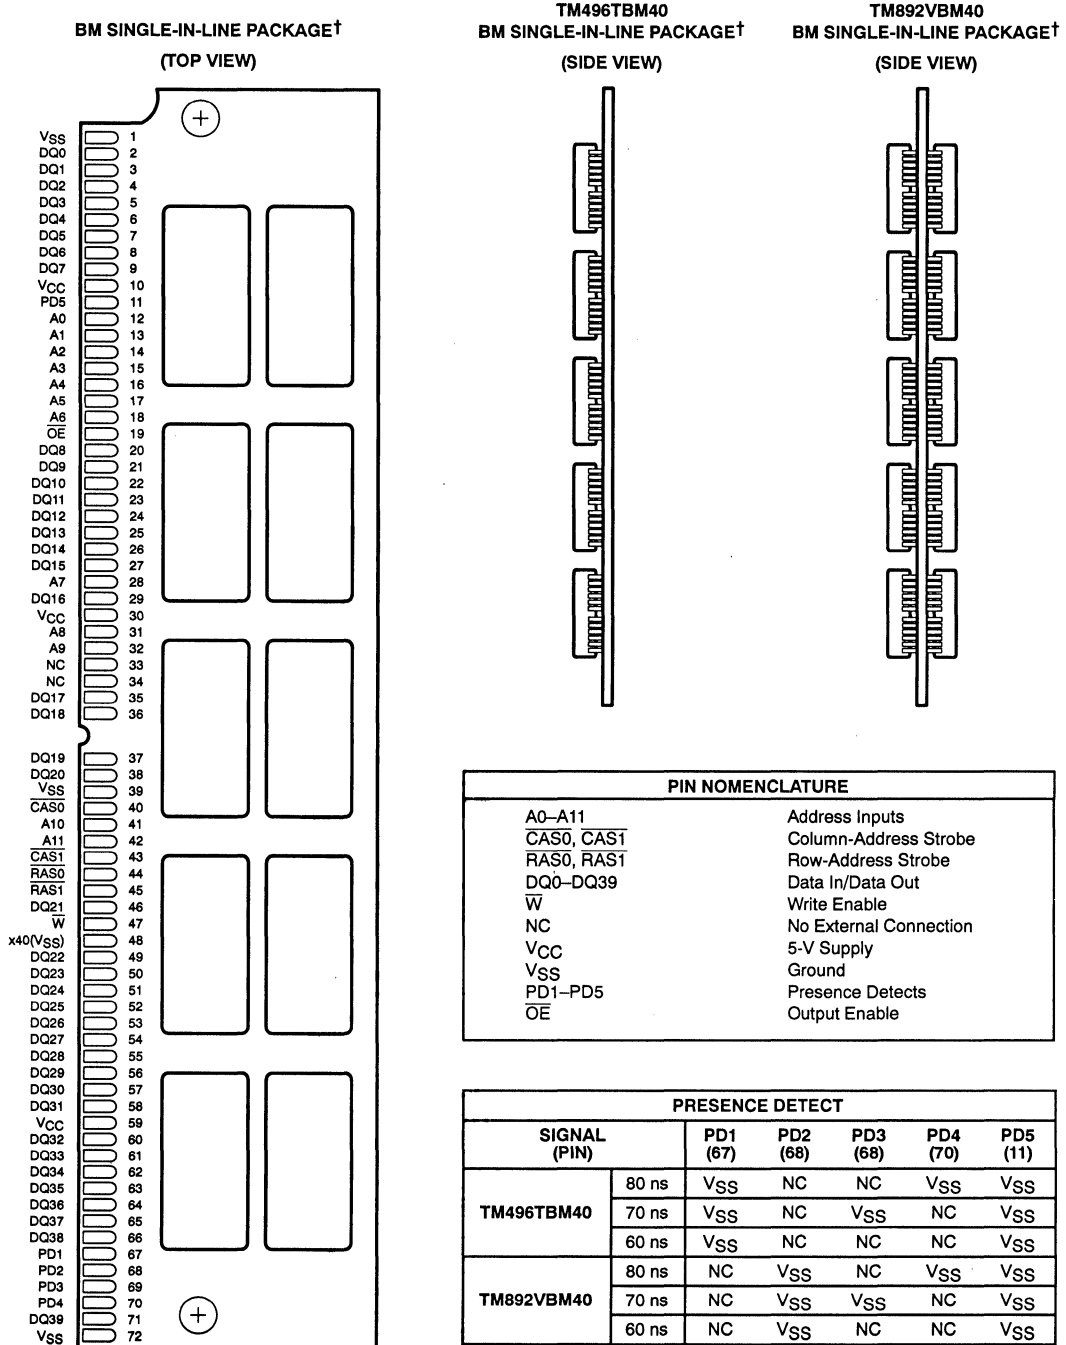 BM SINGLE-IN-LINE PACKAGE†
(TOP VIEW)
TM496TBM40
BM SINGLE-IN-LINE PACKAGE†
(SIDE VIEW)
TM892VBM40
BM SINGLE-IN-LINE PACKAGE†
(SIDE VIEW)
VSS 1
DQ0 2
DQ1 3
DQ2 4
DQ3 5
DQ4 6
DQ5 7
DQ6 8
DQ7 9
VCC 10
PD5 11
A0 12
A1 13
A2 14
A3 15
A4 16
A5 17
A6 18
O̅E̅ 19
DQ8 20
DQ9 21
DQ10 22
DQ11 23
DQ12 24
DQ13 25
DQ14 26
DQ15 27
A7 28
DQ16 29
VCC 30
A8 31
A9 32
NC 33
NC 34
DQ17 35
DQ18 36
DQ19 37
DQ20 38
VSS 39
C̅A̅S̅0̅ 40
A10 41
A11 42
C̅A̅S̅1̅ 43
R̅A̅S̅0̅ 44
R̅A̅S̅1̅ 45
DQ21 46
W̅ 47
x40(VSS) 48
DQ22 49
DQ23 50
DQ24 51
DQ25 52
DQ26 53
DQ27 54
DQ28 55
DQ29 56
DQ30 57
DQ31 58
VCC 59
DQ32 60
DQ33 61
DQ34 62
DQ35 63
DQ36 64
DQ37 65
DQ38 66
PD1 67
PD2 68
PD3 69
PD4 70
DQ39 71
VSS 72
PIN NOMENCLATURE
A0–A11 Address Inputs
C̅A̅S̅0̅, C̅A̅S̅1̅ Column-Address Strobe
R̅A̅S̅0̅, R̅A̅S̅1̅ Row-Address Strobe
DQ0–DQ39 Data In/Data Out
W̅ Write Enable
NC No External Connection
VCC 5-V Supply
VSS Ground
PD1–PD5 Presence Detects
O̅E̅ Output Enable
PRESENCE DETECT
SIGNAL (PIN) PD1 (67) PD2 (68) PD3 (68) PD4 (70) PD5 (11)
TM496TBM40
80 ns VSS NC NC VSS VSS
70 ns VSS NC VSS NC VSS
60 ns VSS NC NC NC VSS
TM892VBM40
80 ns NC VSS NC VSS VSS
70 ns NC VSS VSS NC VSS
60 ns NC VSS NC NC VSS